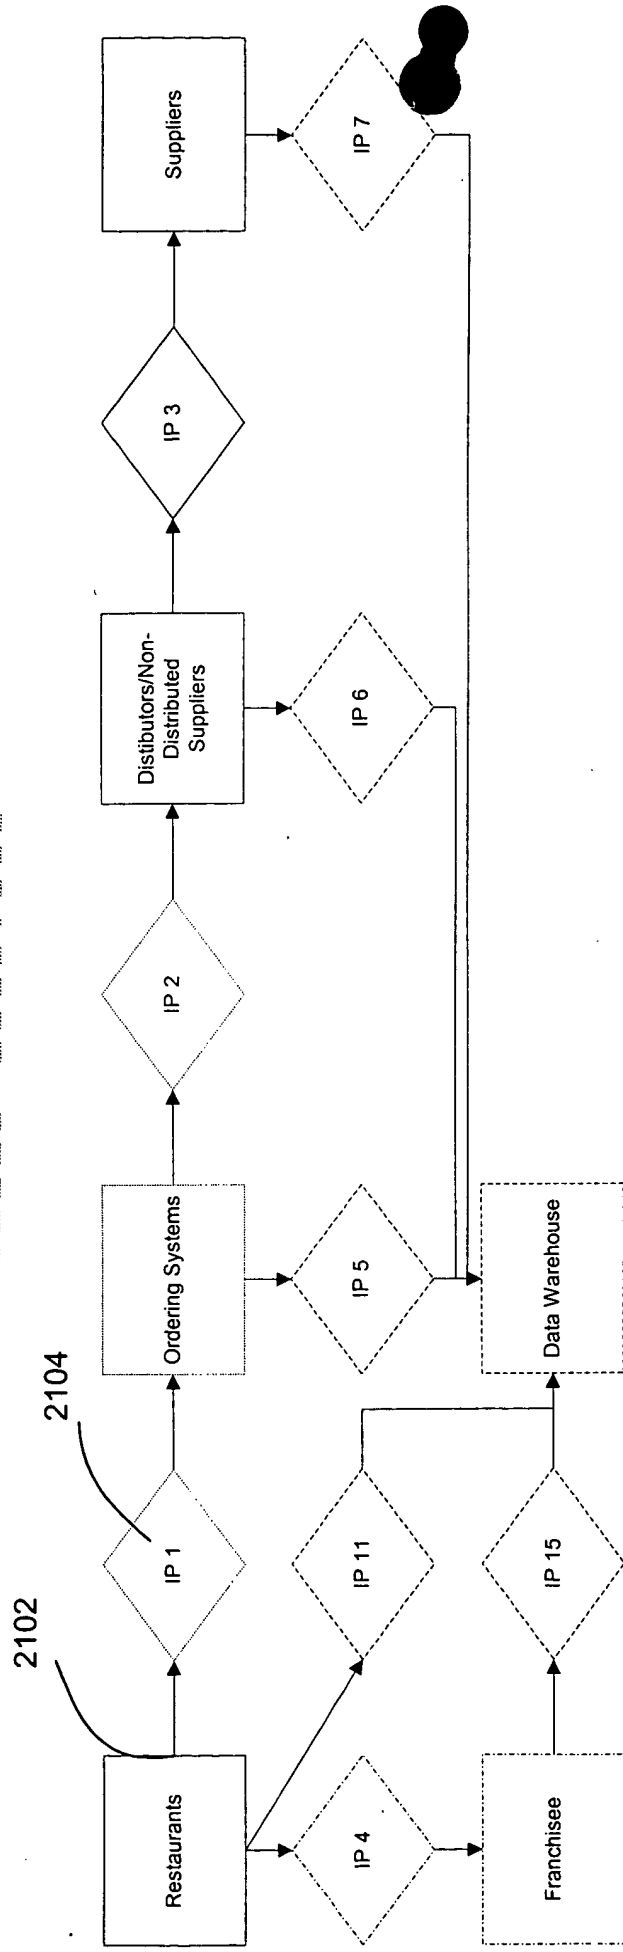 2102
2104
Restaurants
IP 1
Ordering Systems
IP 2
Distibutors/Non-
Distributed
Suppliers
IP 3
Suppliers
IP 4
IP 11
IP 5
IP 6
IP 7
Franchisee
IP 15
Data Warehouse